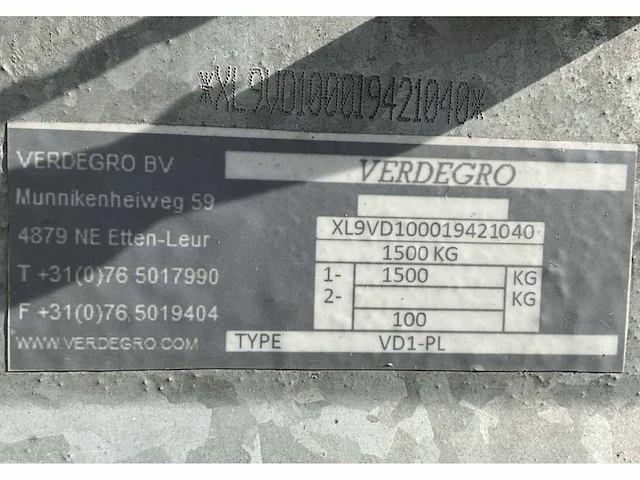 *XL9VD100019421040*
VERDEGRO BV
Munnikenheiweg 59
4879 NE Etten-Leur
T +31(0)76 5017990
F +31(0)76 5019404
WWW.VERDEGRO.COM
VERDEGRO
XL9VD100019421040
1500 KG
1- 1500 KG
2- KG
100
TYPE VD1-PL